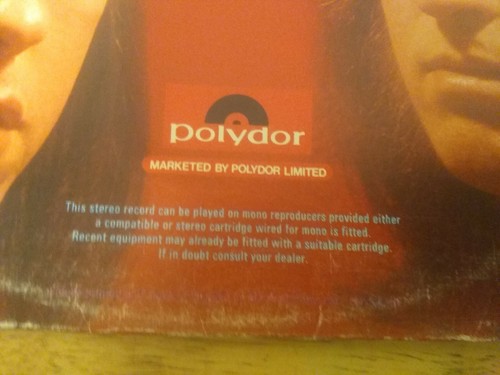 polydor
MARKETED BY POLYDOR LIMITED
This stereo record can be played on mono reproducers provided either
a compatible or stereo cartridge wired for mono is fitted.
Recent equipment may already be fitted with a suitable cartridge.
If in doubt consult your dealer.